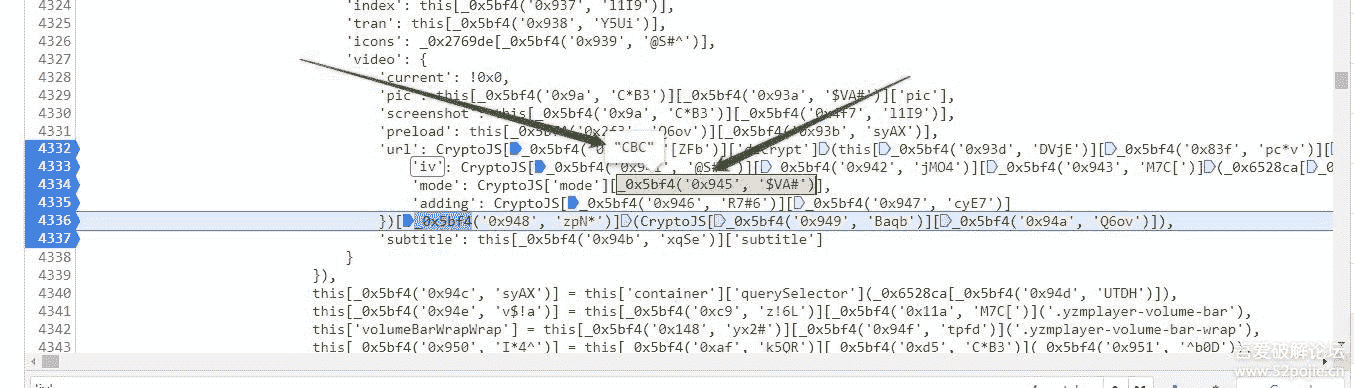 4324 'index': this[_0x5bf4('0x937', 'l1I9')],
4325 'tran': this[_0x5bf4('0x938', 'Y5Ui')],
4326 'icons': _0x2769de[_0x5bf4('0x939', '@S#^')],
4327 'video': {
4328 'current': !0x0,
4329 'pic': this[_0x5bf4('0x9a', 'C*B3')][_0x5bf4('0x93a', '$VA#')]['pic'],
4330 'screenshot': this[_0x5bf4('0x9a', 'C*B3')][_0x5bf4('0x4f7', 'l1I9')],
4331 'preload': this[_0x5bf4('0x2f3', 'Q6ov')][_0x5bf4('0x93b', 'syAX')],
"CBC"
4332 'url': CryptoJS[_0x5bf4( '[ZFb')]['decrypt'](this[_0x5bf4('0x93d', 'DVjE')][_0x5bf4('0x83f', 'pc*v')][
4333 'iv': CryptoJS[_0x5bf4( '@S#^')][_0x5bf4('0x942', 'jMO4')][_0x5bf4('0x943', 'M7C[')](_0x6528ca[_0x
4334 'mode': CryptoJS['mode'][_0x5bf4('0x945', '$VA#')],
4335 'adding': CryptoJS[_0x5bf4('0x946', 'R7#6')][_0x5bf4('0x947', 'cyE7')]
4336 })[_0x5bf4('0x948', 'zpN*')](CryptoJS[_0x5bf4('0x949', 'Baqb')][_0x5bf4('0x94a', 'Q6ov')]),
4337 'subtitle': this[_0x5bf4('0x94b', 'xqSe')]['subtitle']
4338 }
4339 }),
4340 this[_0x5bf4('0x94c', 'syAX')] = this['container']['querySelector'](_0x6528ca[_0x5bf4('0x94d', 'UTDH')]),
4341 this[_0x5bf4('0x94e', 'v$!a')] = this[_0x5bf4('0xc9', 'z!6L')][_0x5bf4('0x11a', 'M7C[')]('.yzmplayer-volume-bar'),
4342 this['volumeBarWrapWrap'] = this[_0x5bf4('0x148', 'yx2#')][_0x5bf4('0x94f', 'tpfd')]('.yzmplayer-volume-bar-wrap'),
4343 this[_0x5bf4('0x950', 'I*4^')] = this[_0x5bf4('0xaf', 'k5QR')][_0x5bf4('0xd5', 'C*B3')](_0x5bf4('0x951', '^b0D')
吾爱破解论坛
www.52pojie.cn